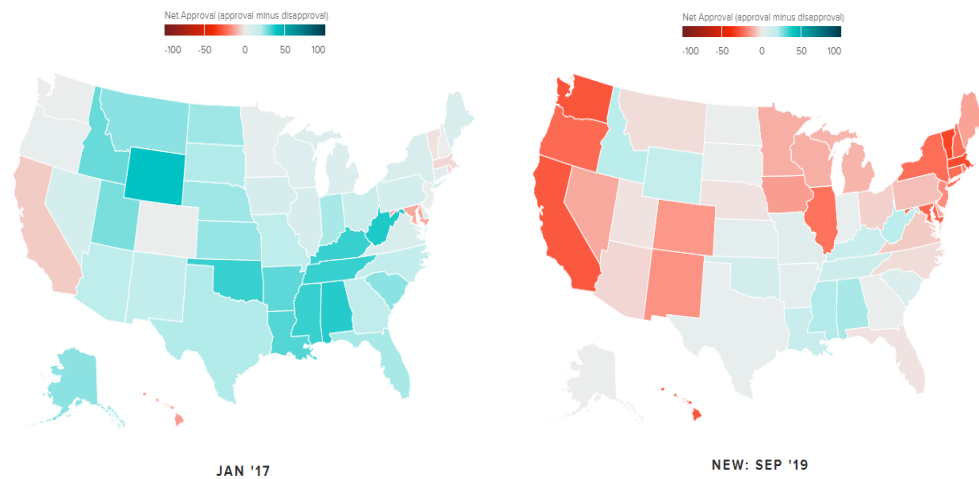 Net Approval (approval minus disapproval)
-100 -50 0 50 100
Net Approval (approval minus disapproval)
-100 -50 0 50 100
JAN '17
NEW: SEP '19